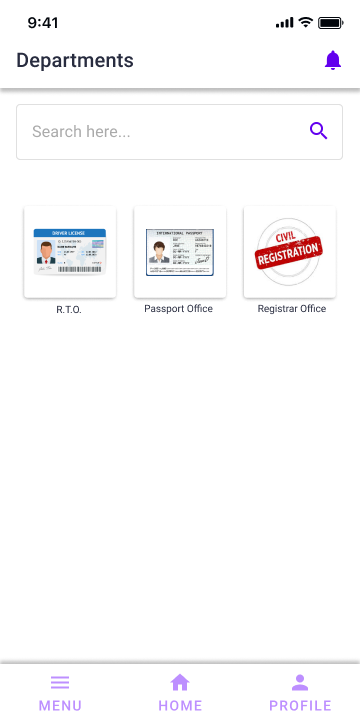 9:41
Departments
Search here...
DRIVER LICENSE
INTERNATIONAL PASSPORT
CIVIL
REGISTRATION
R.T.O.
Passport Office
Registrar Office
MENU
HOME
PROFILE